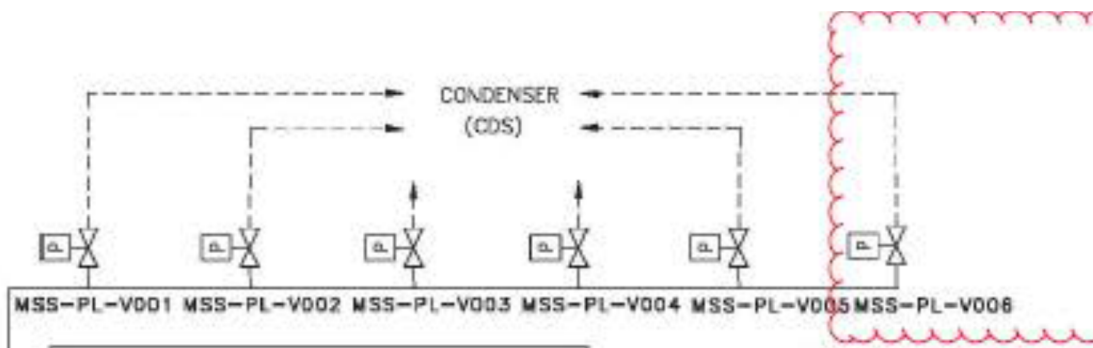 CONDENSER
(CDS)
P P P P P P
MSS-PL-V001 MSS-PL-V002 MSS-PL-V003 MSS-PL-V004 MSS-PL-V005 MSS-PL-V006